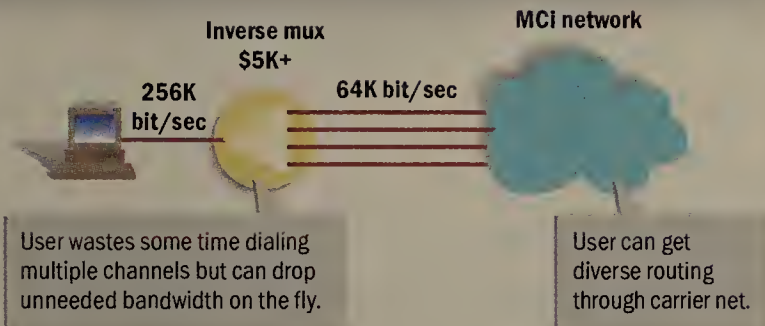 MCI network
Inverse mux
$5K+
256K
bit/sec
64K bit/sec
User wastes some time dialing
multiple channels but can drop
unneeded bandwidth on the fly.
User can get
diverse routing
through carrier net.